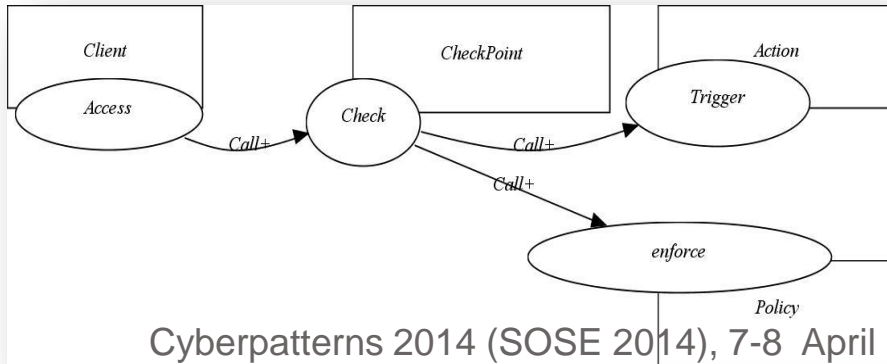 Client
CheckPoint
Action
Access
Check
Trigger
Call+
Call+
Call+
enforce
Policy
Cyberpatterns 2014 (SOSE 2014), 7-8 April